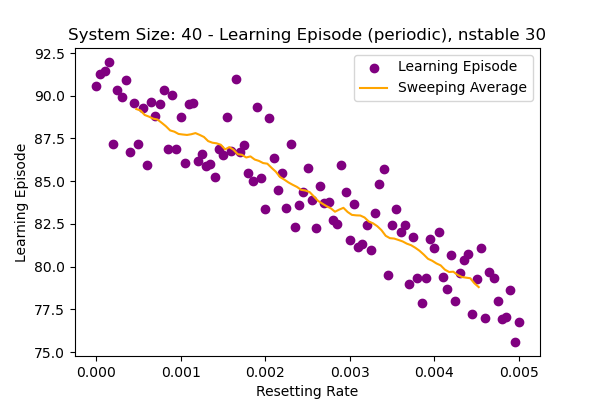 System Size: 40 - Learning Episode (periodic), nstable 30
Learning Episode
Sweeping Average
92.5
90.0
87.5
85.0
82.5
80.0
77.5
75.0
Learning Episode
0.000 0.001 0.002 0.003 0.004 0.005
Resetting Rate